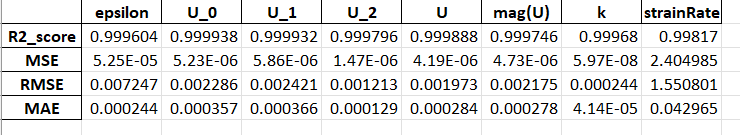 epsilon U_0 U_1 U_2 U mag(U) k strainRate
R2_score 0.999604 0.999938 0.999932 0.999796 0.999888 0.999746 0.99968 0.99817
MSE 5.25E-05 5.23E-06 5.86E-06 1.47E-06 4.19E-06 4.73E-06 5.97E-08 2.404985
RMSE 0.007247 0.002286 0.002421 0.001213 0.001973 0.002175 0.000244 1.550801
MAE 0.000244 0.000357 0.000366 0.000129 0.000284 0.000278 4.14E-05 0.042965